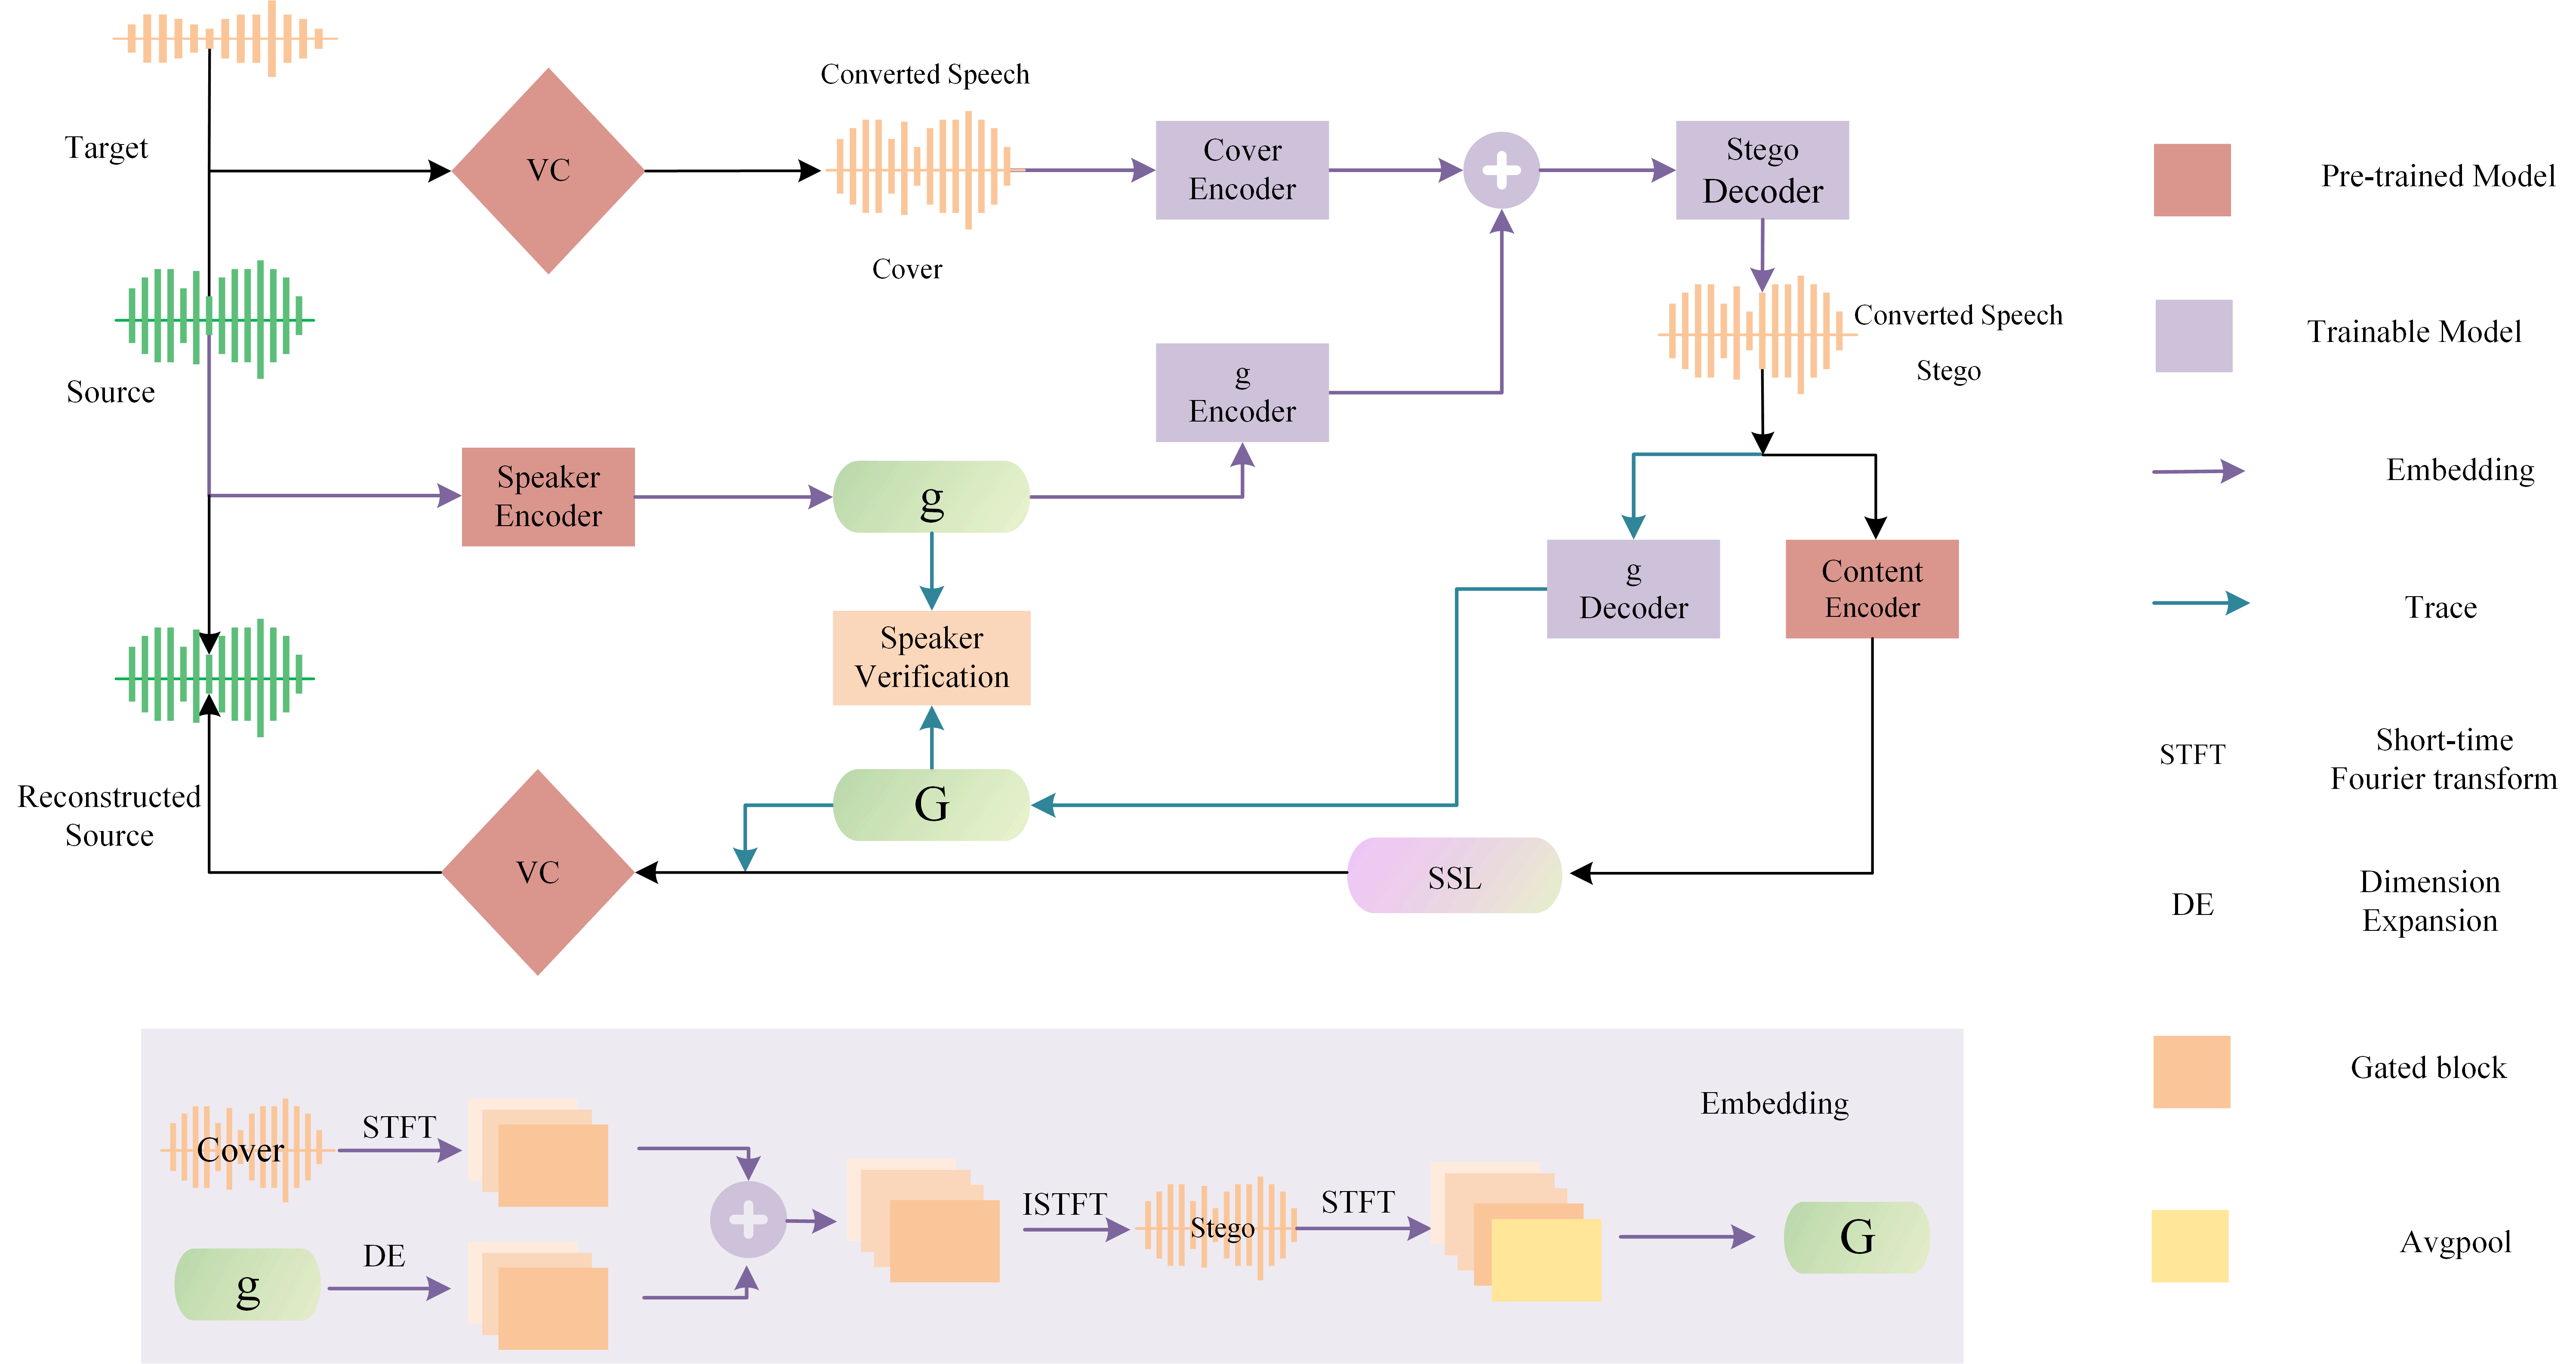 Target
VC
Converted Speech
Cover
Cover
Encoder
Stego
Decoder
Converted Speech
Stego
Source
g
Encoder
Speaker
Encoder
g
Speaker
Verification
g
Decoder
Content
Encoder
G
Reconstructed
Source
VC
SSL
Pre-trained Model
Trainable Model
Embedding
Trace
STFT
Short-time
Fourier transform
DE
Dimension
Expansion
Gated block
Avgpool
Embedding
Cover
STFT
g
DE
ISTFT
Stego
STFT
G